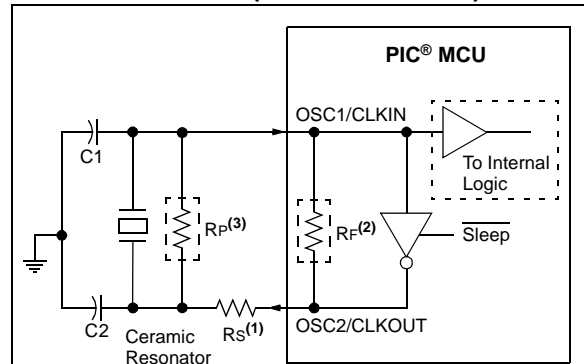 PIC® MCU
OSC1/CLKIN
C1
To Internal
Logic
RP(3)
RF(2)
Sleep
C2
Ceramic
Resonator
RS(1)
OSC2/CLKOUT